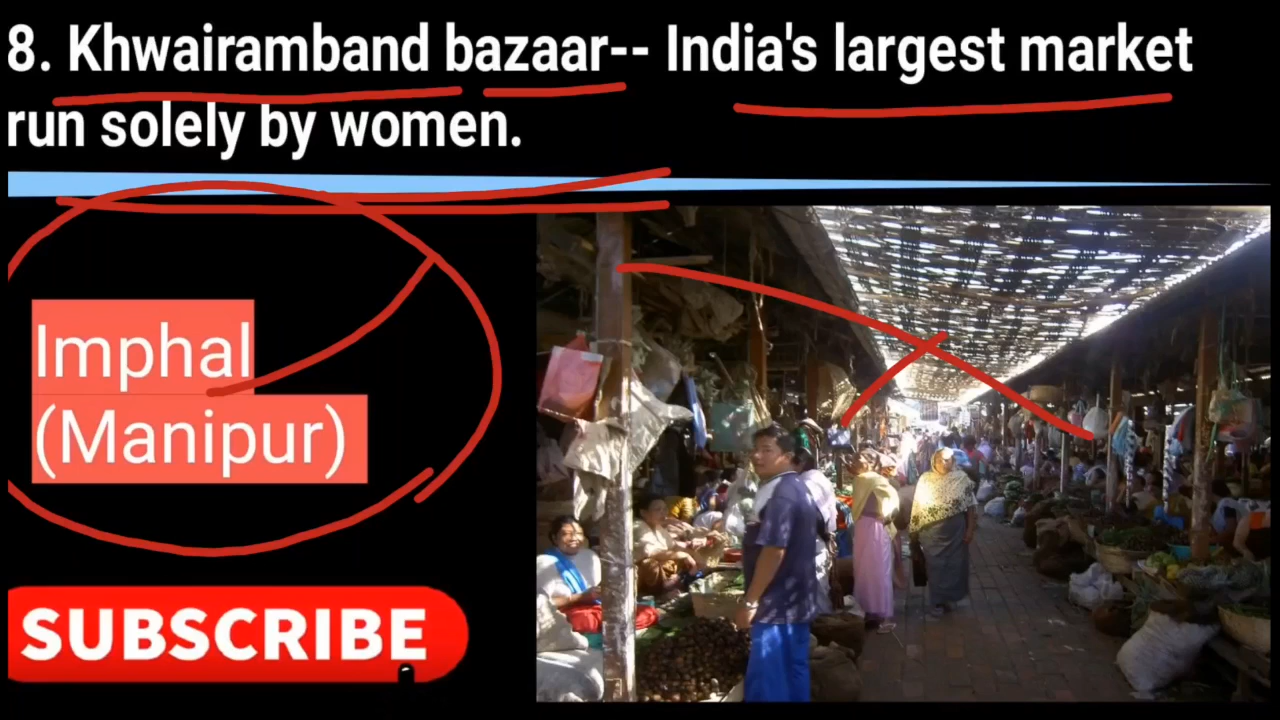 8. Khwairamband bazaar-- India's largest market
run solely by women.
Imphal
(Manipur)
SUBSCRIBE